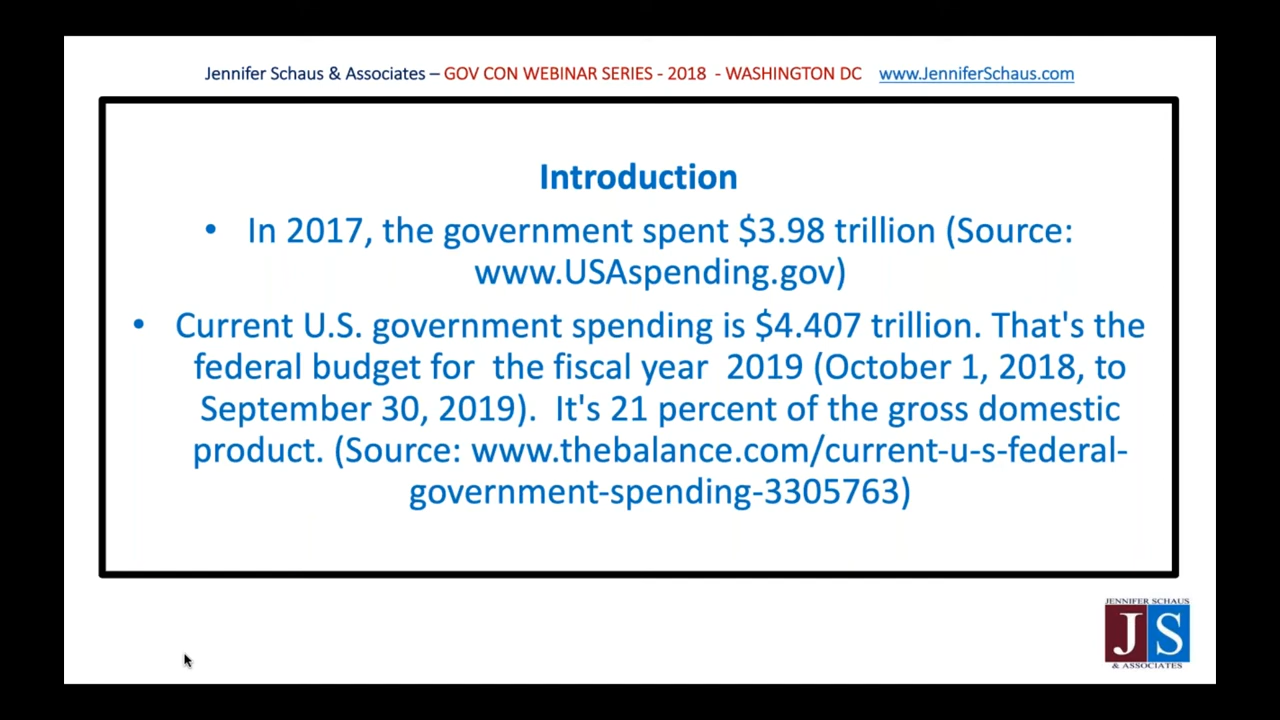 Jennifer Schaus & Associates – GOV CON WEBINAR SERIES - 2018 - WASHINGTON DC www.JenniferSchaus.com
Introduction
• In 2017, the government spent $3.98 trillion (Source:
www.USAspending.gov)
• Current U.S. government spending is $4.407 trillion. That's the
federal budget for the fiscal year 2019 (October 1, 2018, to
September 30, 2019). It's 21 percent of the gross domestic
product. (Source: www.thebalance.com/current-u-s-federal-
government-spending-3305763)
JENNIFER SCHAUS
JS
& ASSOCIATES